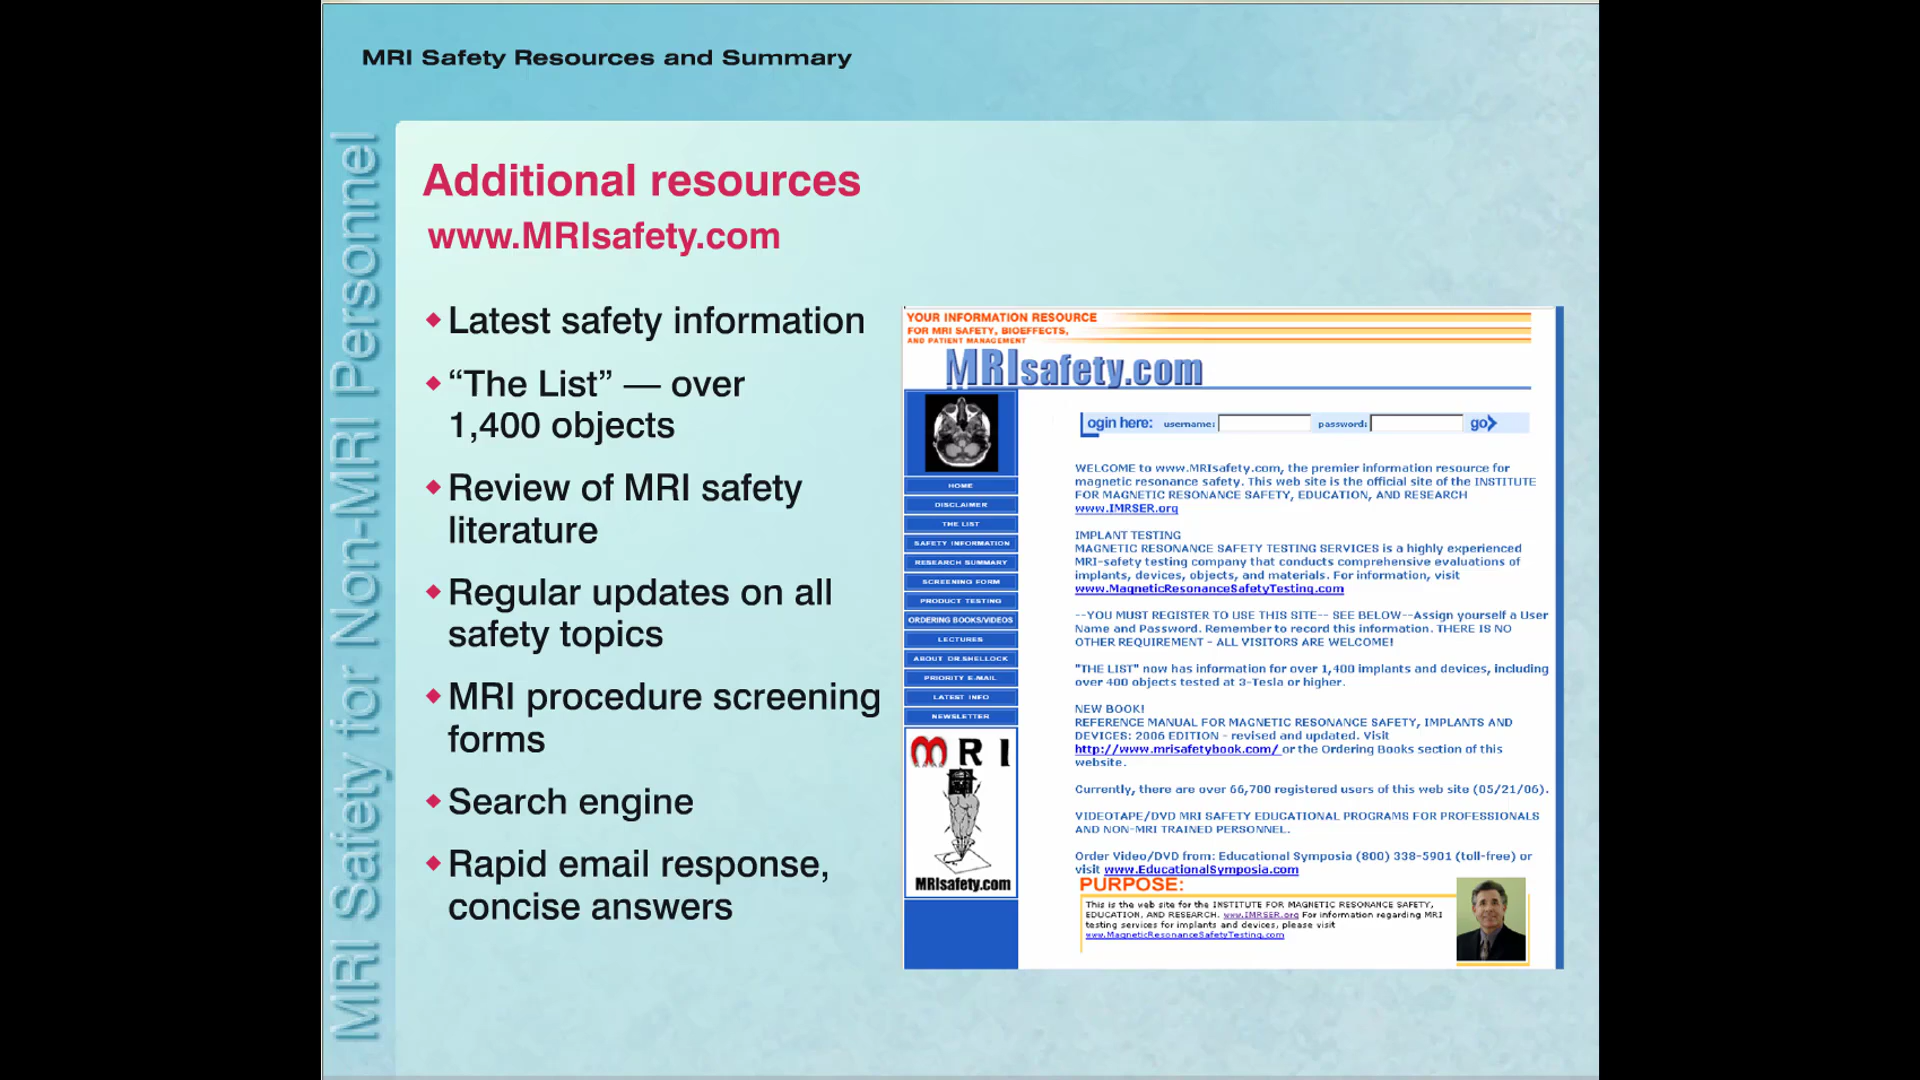 MRI Safety Resources and Summary
MRI Safety for Non-MRI Personnel
Additional resources
www.MRIsafety.com
Latest safety information
“The List” — over
1,400 objects
Review of MRI safety
literature
Regular updates on all
safety topics
MRI procedure screening
forms
Search engine
Rapid email response,
concise answers
YOUR INFORMATION RESOURCE
FOR MRI SAFETY, BIOEFFECTS,
AND PATIENT MANAGEMENT
MRIsafety.com
login here: username: password: go
HOME
DISCLAIMER
THE LIST
SAFETY INFORMATION
RESEARCH SUMMARY
SCREENING FORM
PRODUCT TESTING
ORDERING BOOKS/VIDEOS
LECTURES
ABOUT DR.SHELLOCK
PRIORITY E-MAIL
LATEST INFO
NEWSLETTER
MRI
MRIsafety.com
WELCOME to www.MRIsafety.com, the premier information resource for
magnetic resonance safety. This web site is the official site of the INSTITUTE
FOR MAGNETIC RESONANCE SAFETY, EDUCATION, AND RESEARCH
www.IMRSER.org
IMPLANT TESTING
MAGNETIC RESONANCE SAFETY TESTING SERVICES is a highly experienced
MRI-safety testing company that conducts comprehensive evaluations of
implants, devices, objects, and materials. For information, visit
www.MagneticResonanceSafetyTesting.com
--YOU MUST REGISTER TO USE THIS SITE-- SEE BELOW--Assign yourself a User
Name and Password. Remember to record this information. THERE IS NO
OTHER REQUIREMENT - ALL VISITORS ARE WELCOME!
"THE LIST" now has information for over 1,400 implants and devices, including
over 400 objects tested at 3-Tesla or higher.
NEW BOOK!
REFERENCE MANUAL FOR MAGNETIC RESONANCE SAFETY, IMPLANTS AND
DEVICES: 2006 EDITION - revised and updated. Visit
http://www.mrisafetybook.com/ or the Ordering Books section of this
website.
Currently, there are over 66,700 registered users of this web site (05/21/06).
VIDEOTAPE/DVD MRI SAFETY EDUCATIONAL PROGRAMS FOR PROFESSIONALS
AND NON-MRI TRAINED PERSONNEL.
Order Video/DVD from: Educational Symposia (800) 338-5901 (toll-free) or
visit www.EducationalSymposia.com
PURPOSE:
This is the web site for the INSTITUTE FOR MAGNETIC RESONANCE SAFETY,
EDUCATION, AND RESEARCH. www.IMRSER.org For information regarding MRI
testing services for implants and devices, please visit
www.MagneticResonanceSafetyTesting.com